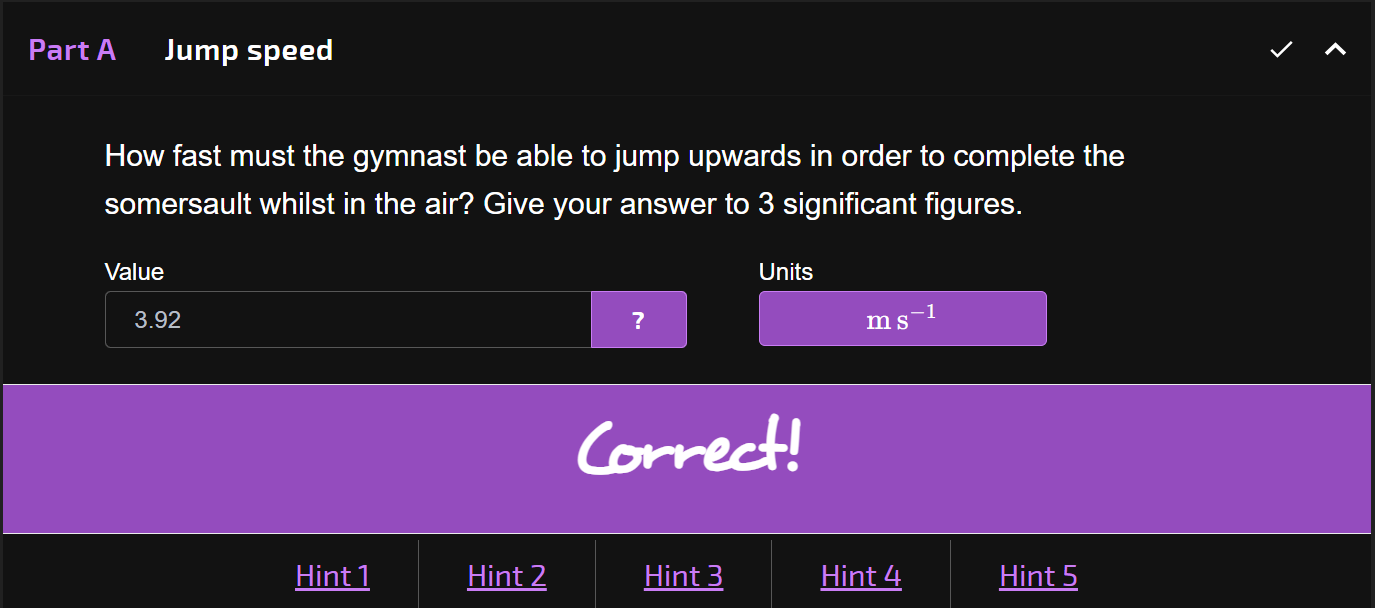 Part A Jump speed
How fast must the gymnast be able to jump upwards in order to complete the
somersault whilst in the air? Give your answer to 3 significant figures.
Value Units
3.92 ? m s⁻¹
Correct!
Hint 1 Hint 2 Hint 3 Hint 4 Hint 5